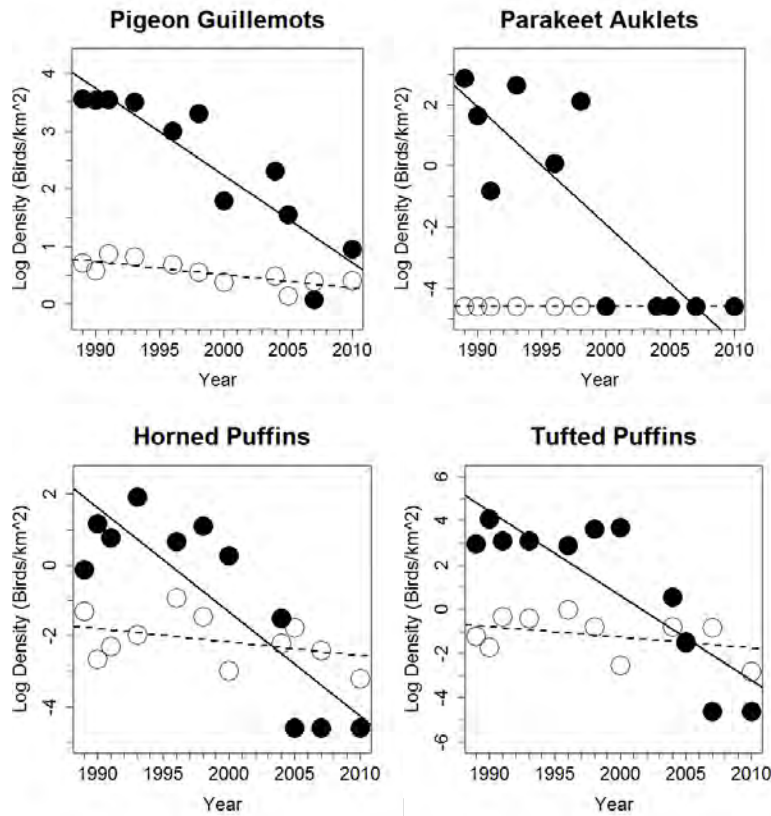 Pigeon Guillemots
Log Density (Birds/km^2)
4
3
2
1
0
1990 1995 2000 2005 2010
Year
Parakeet Auklets
Log Density (Birds/km^2)
2
0
-2
-4
1990 1995 2000 2005 2010
Year
Horned Puffins
Log Density (Birds/km^2)
2
0
-2
-4
1990 1995 2000 2005 2010
Year
Tufted Puffins
Log Density (Birds/km^2)
6
4
2
0
-2
-4
-6
1990 1995 2000 2005 2010
Year